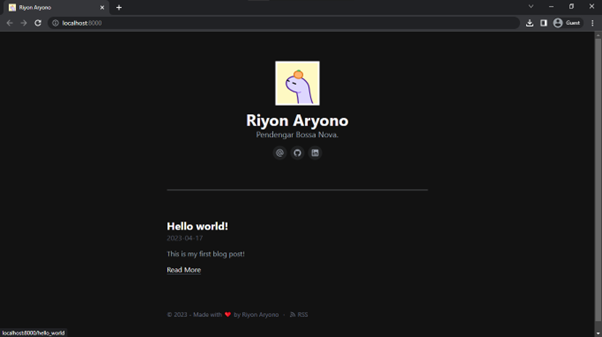 Riyon Aryono
localhost:8000
Guest
Riyon Aryono
Pendengar Bossa Nova.
Hello world!
2023-04-17
This is my first blog post!
Read More
© 2023 - Made with ❤ by Riyon Aryono - RSS
localhost:8000/hello_world